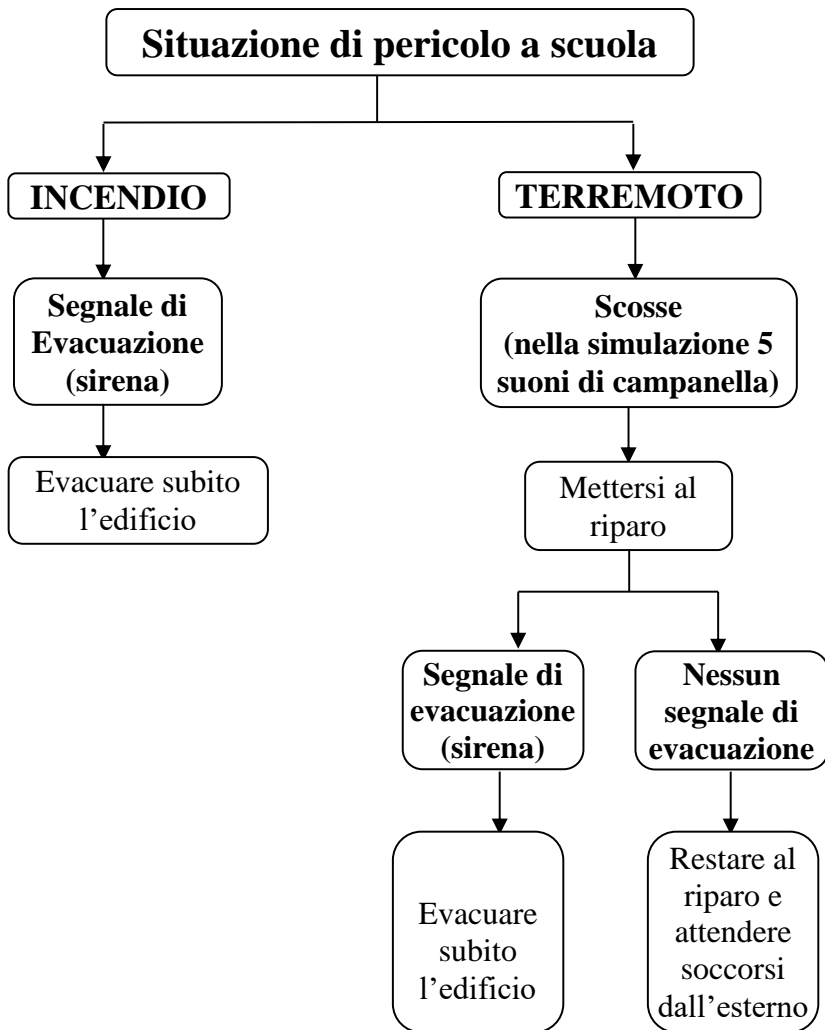 Situazione di pericolo a scuola
INCENDIO
TERREMOTO
Segnale di
Evacuazione
(sirena)
Scosse
(nella simulazione 5
suoni di campanella)
Evacuare subito
l'edificio
Mettersi al
riparo
Segnale di
evacuazione
(sirena)
Nessun
segnale di
evacuazione
Evacuare
subito
l'edificio
Restare al
riparo e
attendere
soccorsi
dall'esterno